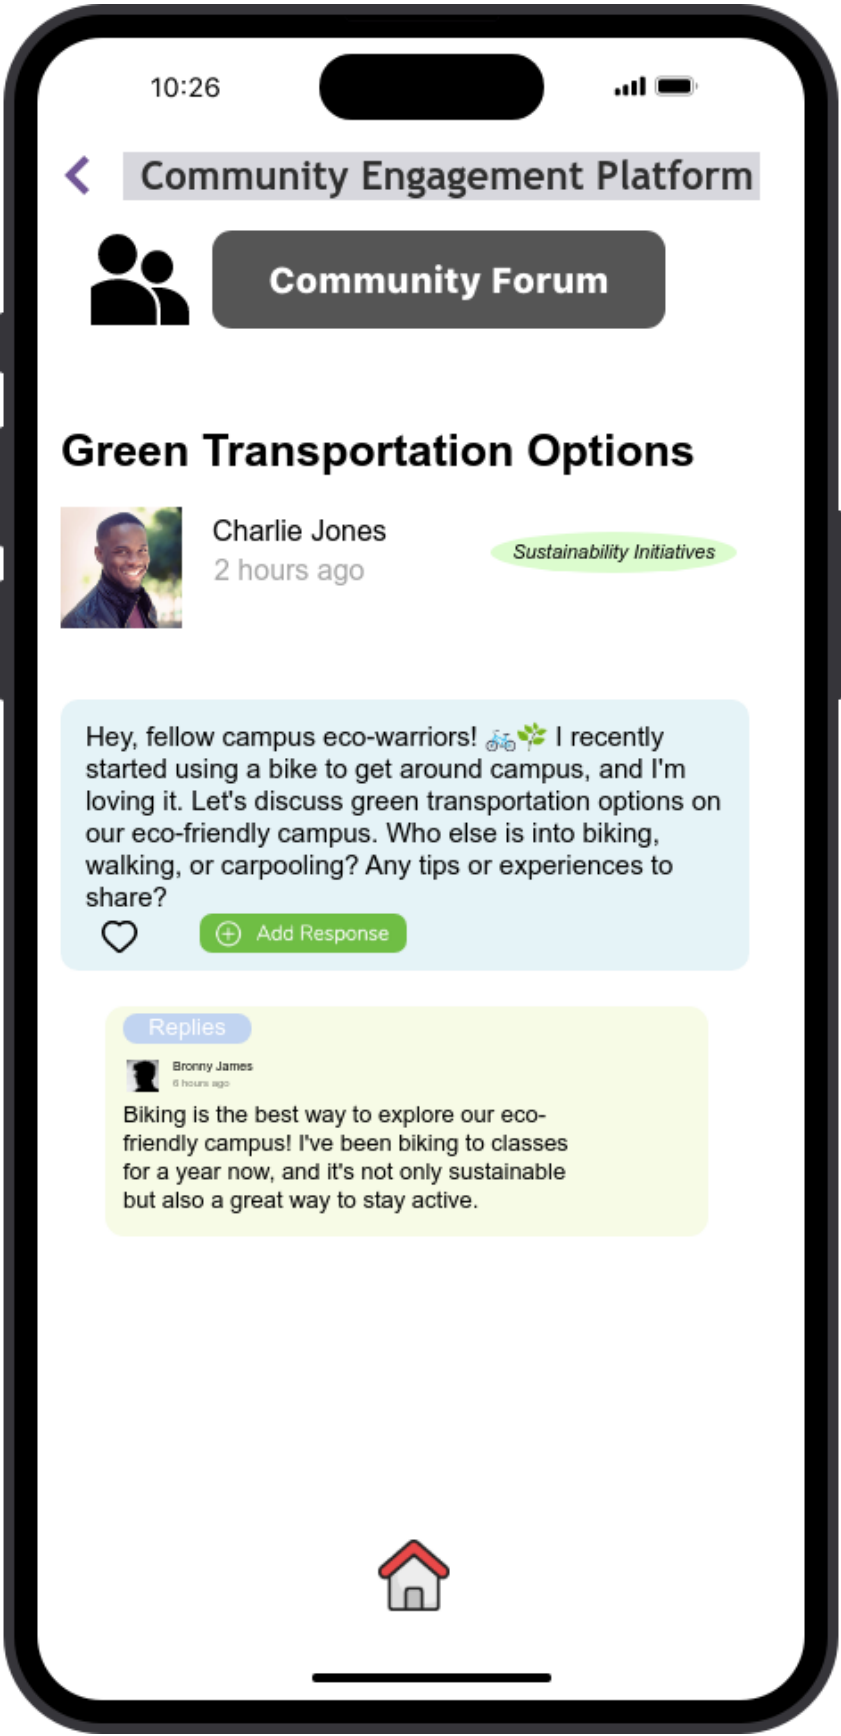 10:26
Community Engagement Platform
Community Forum
Green Transportation Options
Charlie Jones
2 hours ago
Sustainability Initiatives
Hey, fellow campus eco-warriors! 🚲🌿 I recently
started using a bike to get around campus, and I'm
loving it. Let's discuss green transportation options on
our eco-friendly campus. Who else is into biking,
walking, or carpooling? Any tips or experiences to
share?
Add Response
Replies
Bronny James
6 hours ago
Biking is the best way to explore our eco-
friendly campus! I've been biking to classes
for a year now, and it's not only sustainable
but also a great way to stay active.